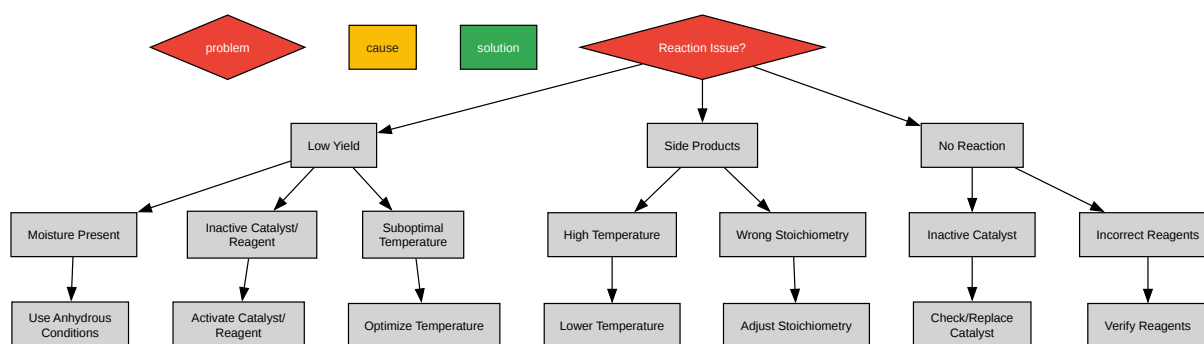 problem
cause
solution
Reaction Issue?
Low Yield
Side Products
No Reaction
Moisture Present
Inactive Catalyst/
Reagent
Suboptimal
Temperature
High Temperature
Wrong Stoichiometry
Inactive Catalyst
Incorrect Reagents
Use Anhydrous
Conditions
Activate Catalyst/
Reagent
Optimize Temperature
Lower Temperature
Adjust Stoichiometry
Check/Replace
Catalyst
Verify Reagents